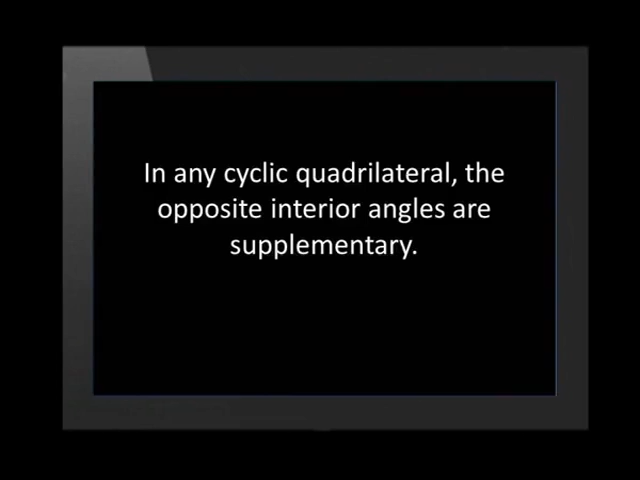 In any cyclic quadrilateral, the
opposite interior angles are
supplementary.